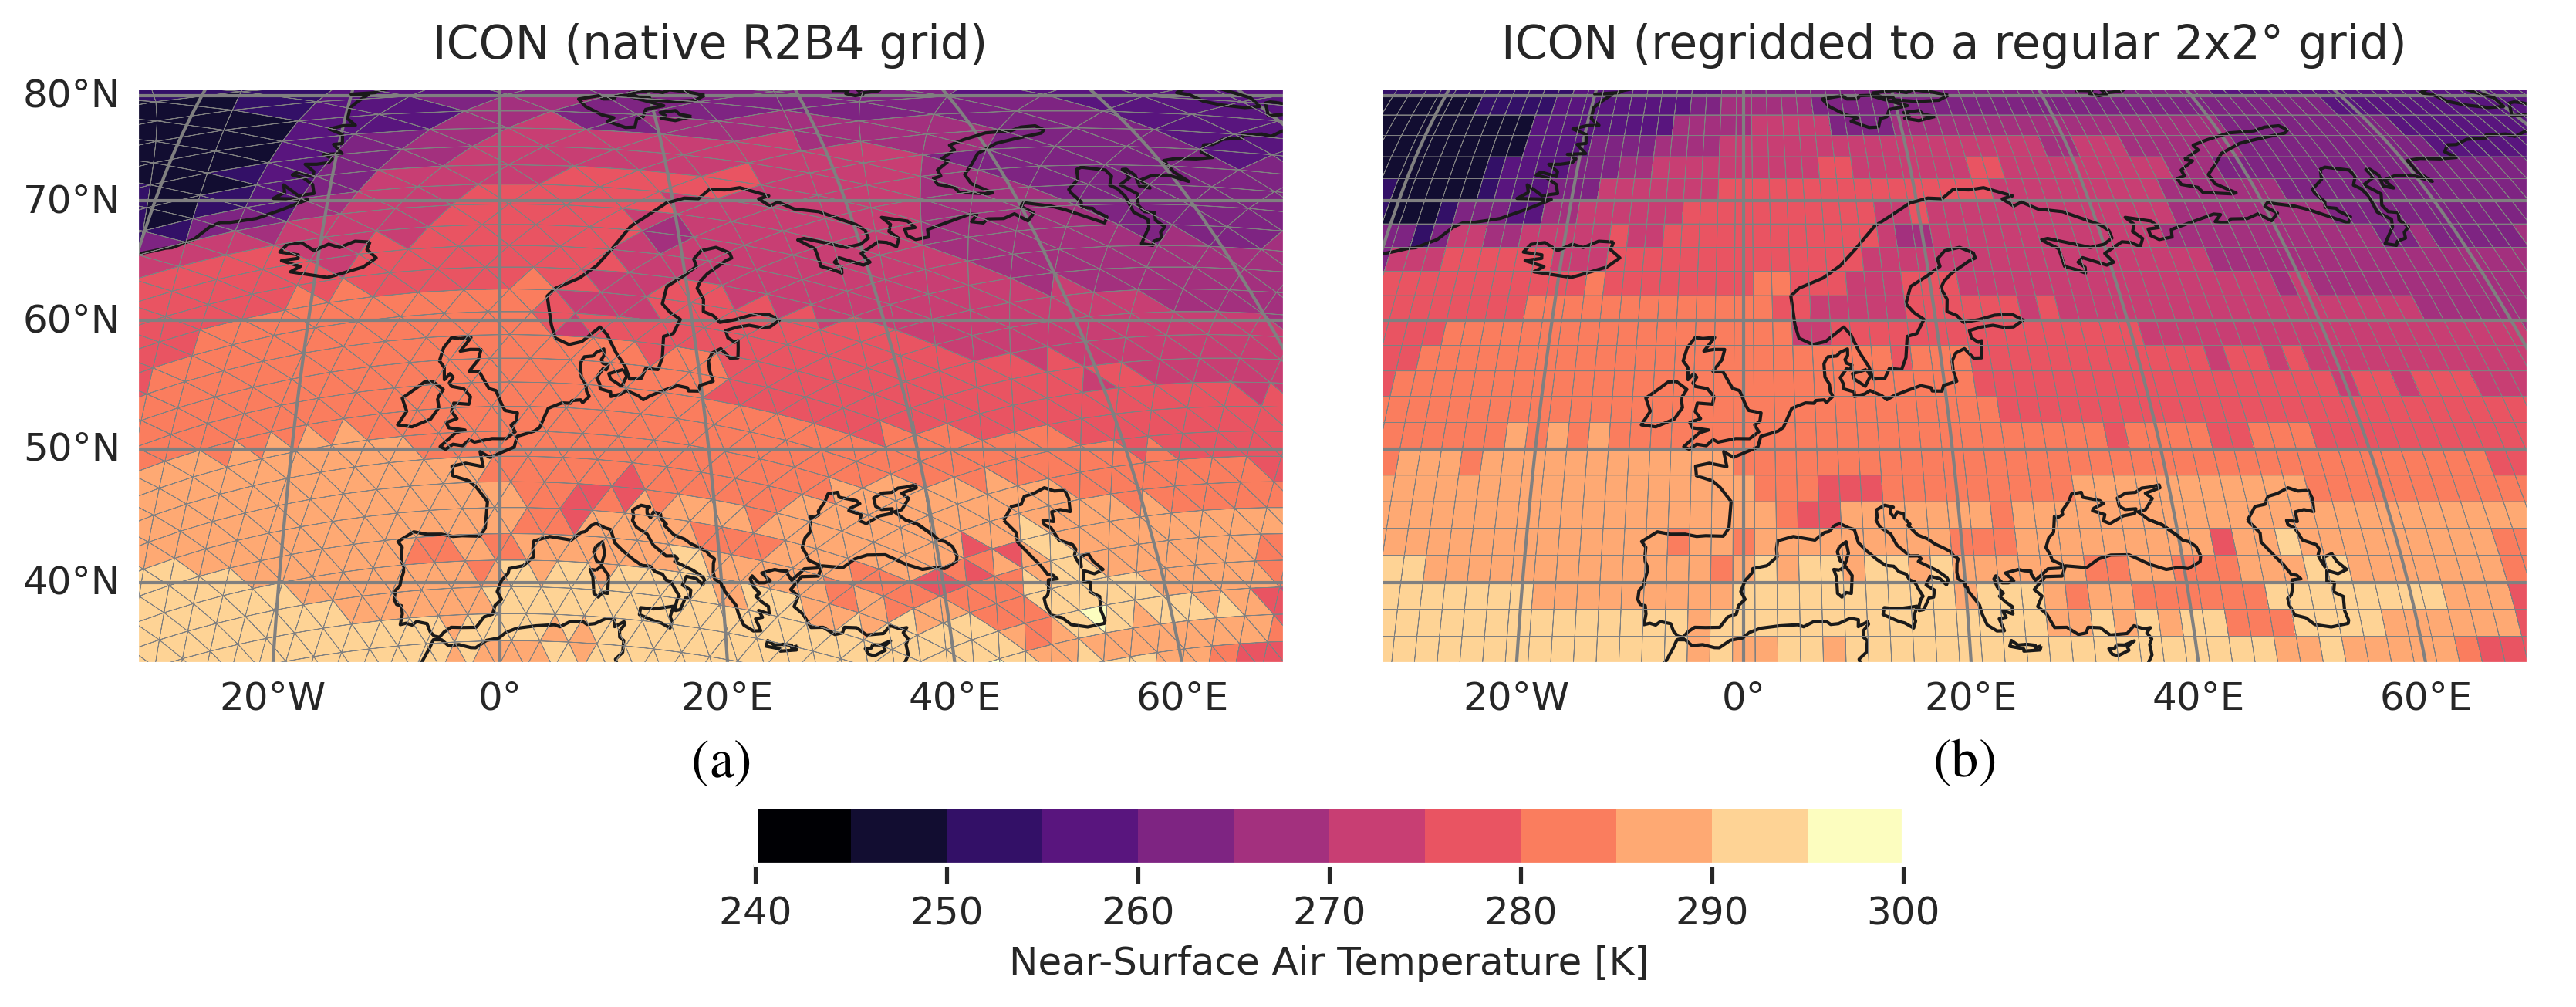 ICON (native R2B4 grid)
ICON (regridded to a regular 2x2° grid)
80°N
70°N
60°N
50°N
40°N
20°W 0° 20°E 40°E 60°E
20°W 0° 20°E 40°E 60°E
(a)
(b)
240 250 260 270 280 290 300
Near-Surface Air Temperature [K]